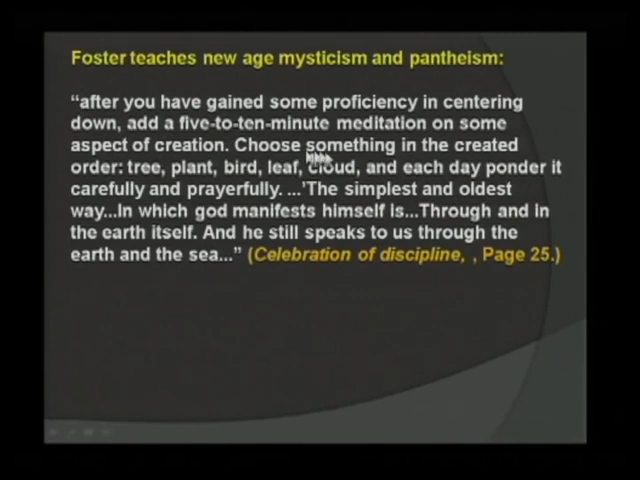 Foster teaches new age mysticism and pantheism:
“after you have gained some proficiency in centering
down, add a five-to-ten-minute meditation on some
aspect of creation. Choose something in the created
order: tree, plant, bird, leaf, cloud, and each day ponder it
carefully and prayerfully. ...’The simplest and oldest
way...In which god manifests himself is...Through and in
the earth itself. And he still speaks to us through the
earth and the sea...” (Celebration of discipline, , Page 25.)